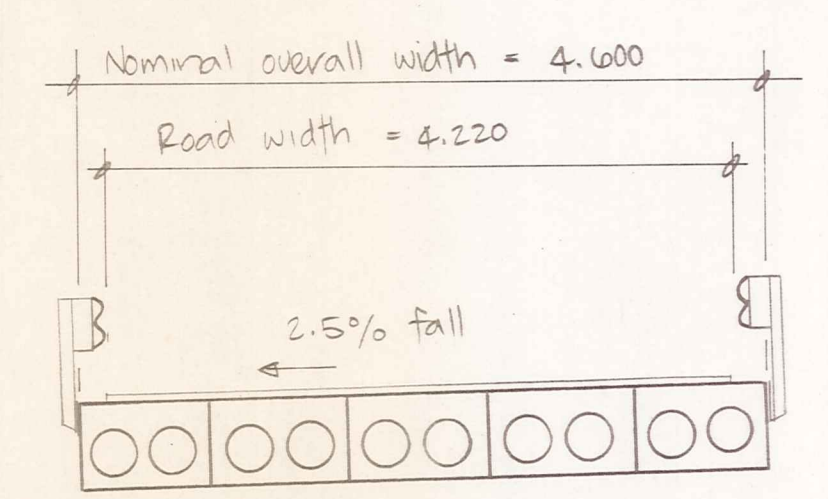 Nominal overall width = 4.600
Road width = 4.220
2.5% fall